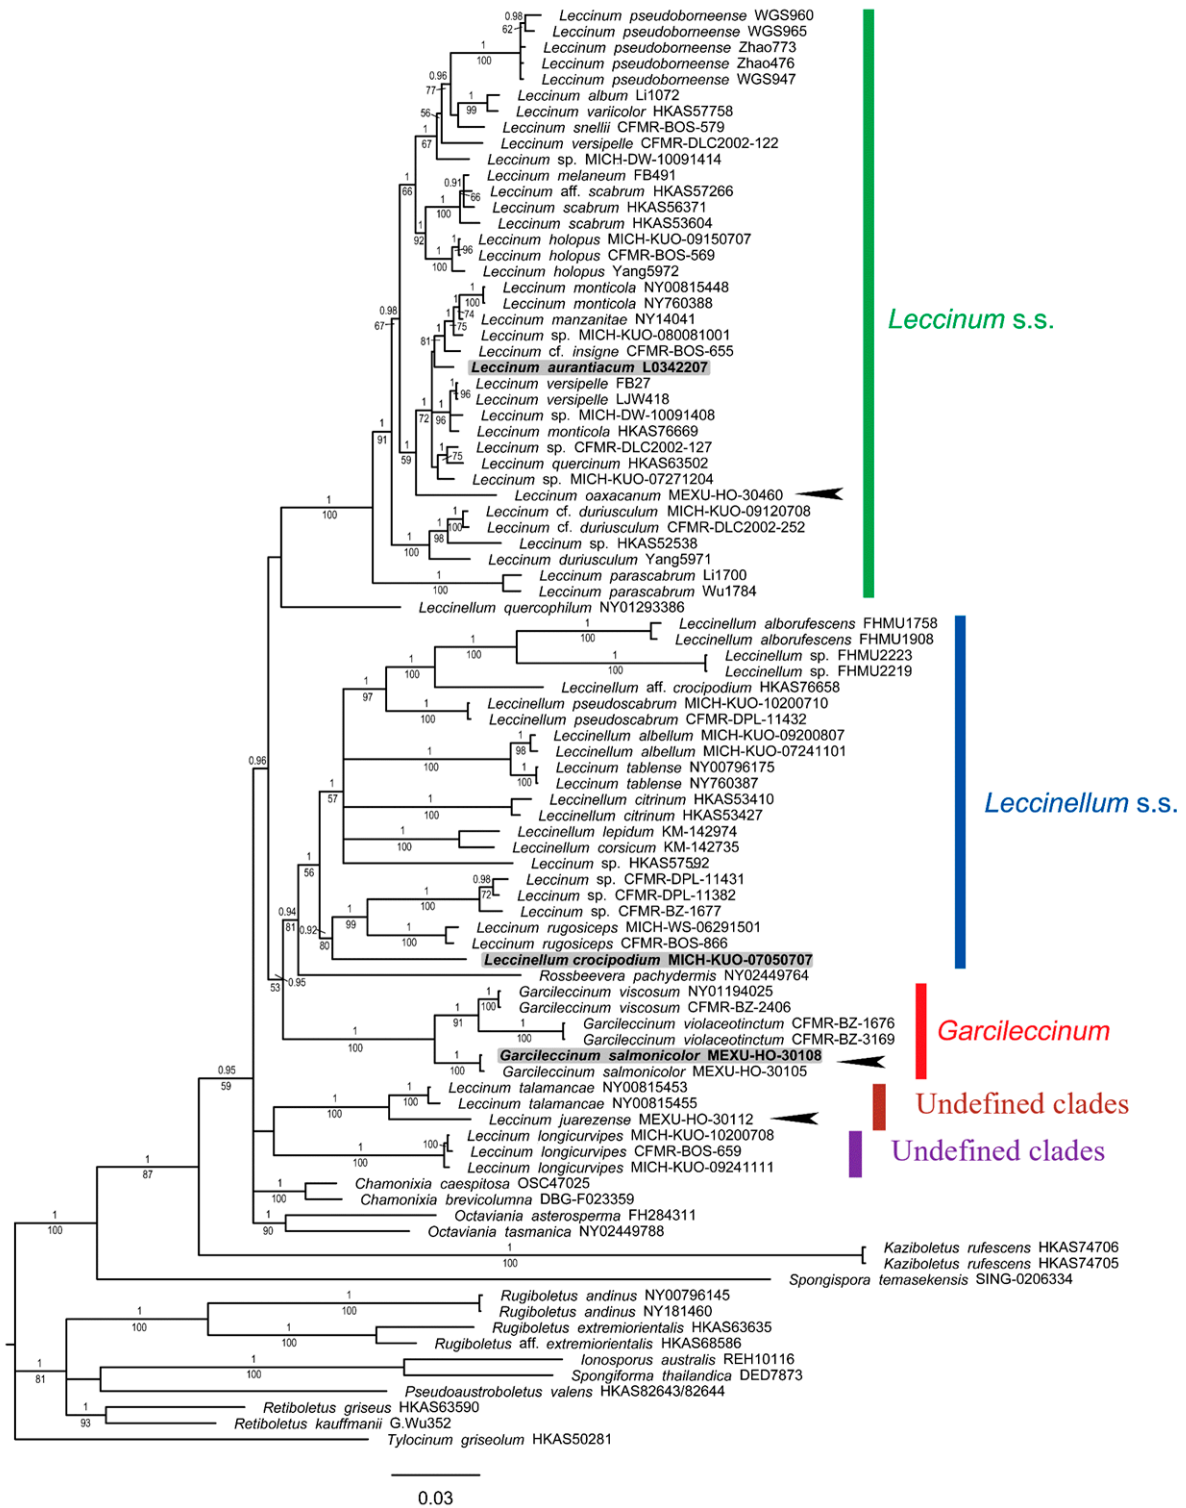 Leccinum pseudoborneense WGS960
Leccinum pseudoborneense WGS965
Leccinum pseudoborneense Zhao773
Leccinum pseudoborneense Zhao476
Leccinum pseudoborneense WGS947
Leccinum album Li1072
Leccinum variicolor HKAS57758
Leccinum snellii CFMR-BOS-579
Leccinum versipelle CFMR-DLC2002-122
Leccinum sp. MICH-DW-10091414
Leccinum melaneum FB491
Leccinum aff. scabrum HKAS57266
Leccinum scabrum HKAS56371
Leccinum scabrum HKAS53604
Leccinum holopus MICH-KUO-09150707
Leccinum holopus CFMR-BOS-569
Leccinum holopus Yang5972
Leccinum monticola NY00815448
Leccinum monticola NY760388
Leccinum manzanitae NY14041
Leccinum sp. MICH-KUO-080081001
Leccinum cf. insigne CFMR-BOS-655
Leccinum aurantiacum L0342207
Leccinum versipelle FB27
Leccinum versipelle LJW418
Leccinum sp. MICH-DW-10091408
Leccinum monticola HKAS76669
Leccinum sp. CFMR-DLC2002-127
Leccinum quercinum HKAS63502
Leccinum sp. MICH-KUO-07271204
Leccinum oaxacanum MEXU-HO-30460
Leccinum cf. duriusculum MICH-KUO-09120708
Leccinum cf. duriusculum CFMR-DLC2002-252
Leccinum sp. HKAS52538
Leccinum duriusculum Yang5971
Leccinum parascabrum Li1700
Leccinum parascabrum Wu1784
Leccinellum quercophilum NY01293386
Leccinum s.s.
Leccinellum alborufescens FHMU1758
Leccinellum alborufescens FHMU1908
Leccinellum sp. FHMU2223
Leccinellum sp. FHMU2219
Leccinellum aff. crocipodium HKAS76658
Leccinellum pseudoscabrum MICH-KUO-10200710
Leccinellum pseudoscabrum CFMR-DPL-11432
Leccinellum albellum MICH-KUO-09200807
Leccinellum albellum MICH-KUO-07241101
Leccinum tablense NY00796175
Leccinum tablense NY760387
Leccinellum citrinum HKAS53410
Leccinellum citrinum HKAS53427
Leccinellum lepidum KM-142974
Leccinellum corsicum KM-142735
Leccinum sp. HKAS57592
Leccinum sp. CFMR-DPL-11431
Leccinum sp. CFMR-DPL-11382
Leccinum sp. CFMR-BZ-1677
Leccinum rugosiceps MICH-WS-06291501
Leccinum rugosiceps CFMR-BOS-866
Leccinellum crocipodium MICH-KUO-07050707
Leccinellum s.s.
Rossbeevera pachydermis NY02449764
Garcileccinum viscosum NY01194025
Garcileccinum viscosum CFMR-BZ-2406
Garcileccinum violaceotinctum CFMR-BZ-1676
Garcileccinum violaceotinctum CFMR-BZ-3169
Garcileccinum salmonicolor MEXU-HO-30108
Garcileccinum salmonicolor MEXU-HO-30105
Garcileccinum
Leccinum talamancae NY00815453
Leccinum talamancae NY00815455
Leccinum juarezense MEXU-HO-30112
Undefined clades
Leccinum longicurvipes MICH-KUO-10200708
Leccinum longicurvipes CFMR-BOS-659
Leccinum longicurvipes MICH-KUO-09241111
Undefined clades
Chamonixia caespitosa OSC47025
Chamonixia brevicolumna DBG-F023359
Octaviania asterosperma FH284311
Octaviania tasmanica NY02449788
Kaziboletus rufescens HKAS74706
Kaziboletus rufescens HKAS74705
Spongispora temasekensis SING-0206334
Rugiboletus andinus NY00796145
Rugiboletus andinus NY181460
Rugiboletus extremiorientalis HKAS63635
Rugiboletus aff. extremiorientalis HKAS68586
Ionosporus australis REH10116
Spongiforma thailandica DED7873
Pseudoaustroboletus valens HKAS82643/82644
Retiboletus griseus HKAS63590
Retiboletus kauffmanii G.Wu352
Tylocinum griseolum HKAS50281
0.03